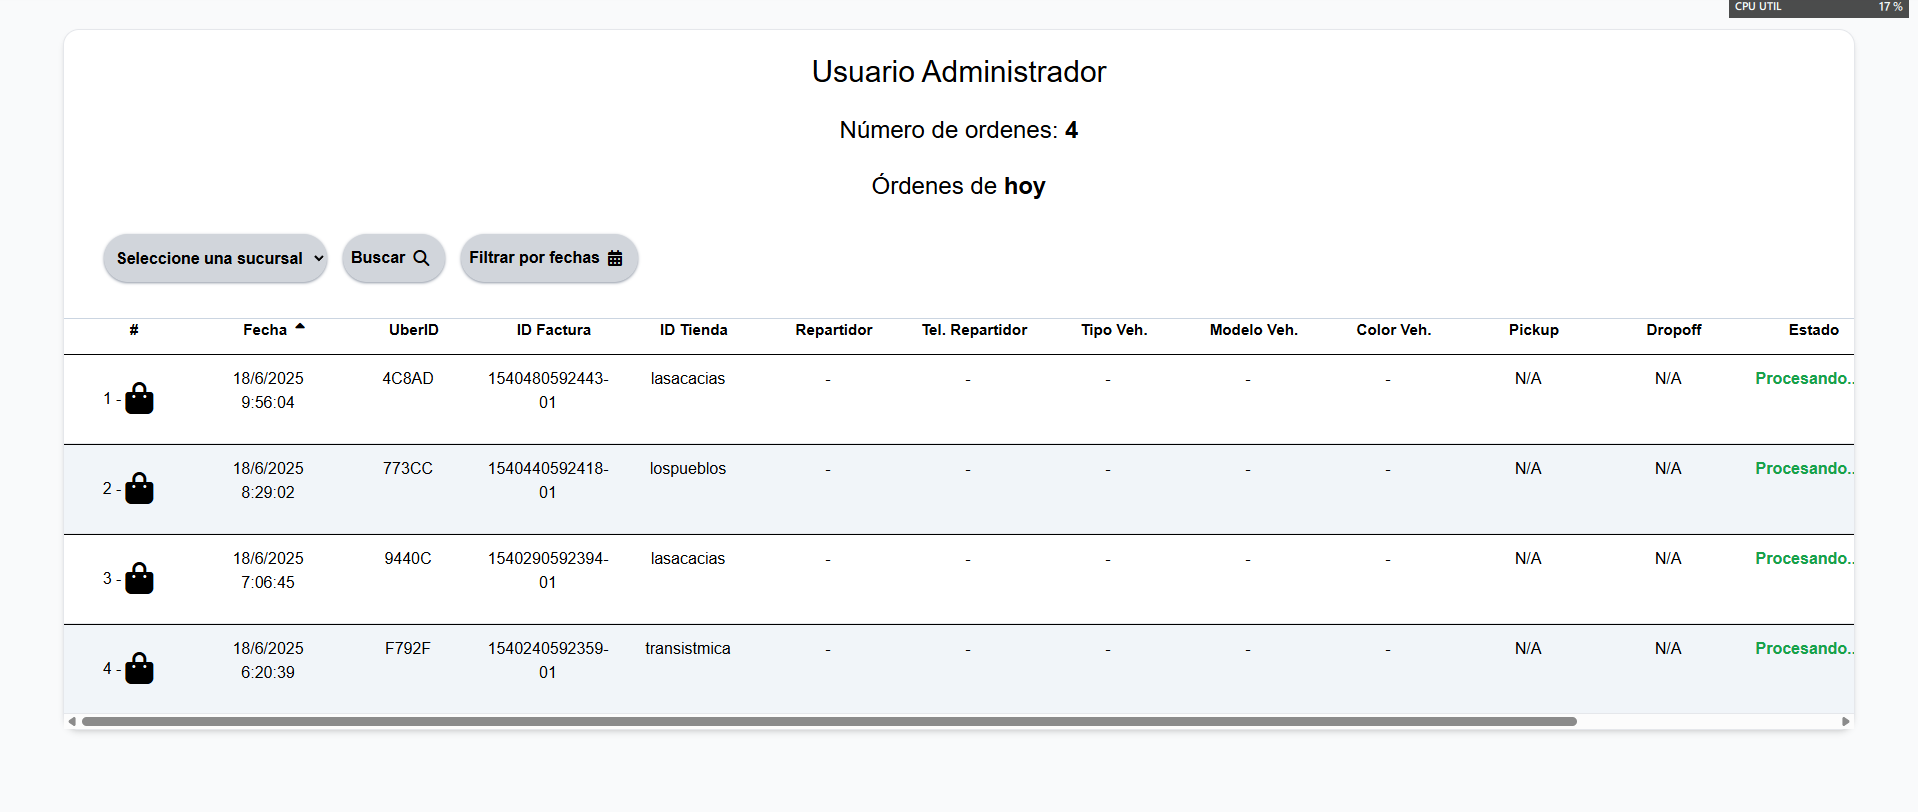 CPU UTIL 17 %
Usuario Administrador
Número de ordenes: 4
Órdenes de hoy
Seleccione una sucursal Buscar Filtrar por fechas
# Fecha UberID ID Factura ID Tienda Repartidor Tel. Repartidor Tipo Veh. Modelo Veh. Color Veh. Pickup Dropoff Estado
1 - 18/6/2025 4C8AD 1540480592443- lasacacias - - - - - N/A N/A Procesando..
9:56:04 01
2 - 18/6/2025 773CC 1540440592418- lospueblos - - - - - N/A N/A Procesando..
8:29:02 01
3 - 18/6/2025 9440C 1540290592394- lasacacias - - - - - N/A N/A Procesando..
7:06:45 01
4 - 18/6/2025 F792F 1540240592359- transistmica - - - - - N/A N/A Procesando..
6:20:39 01